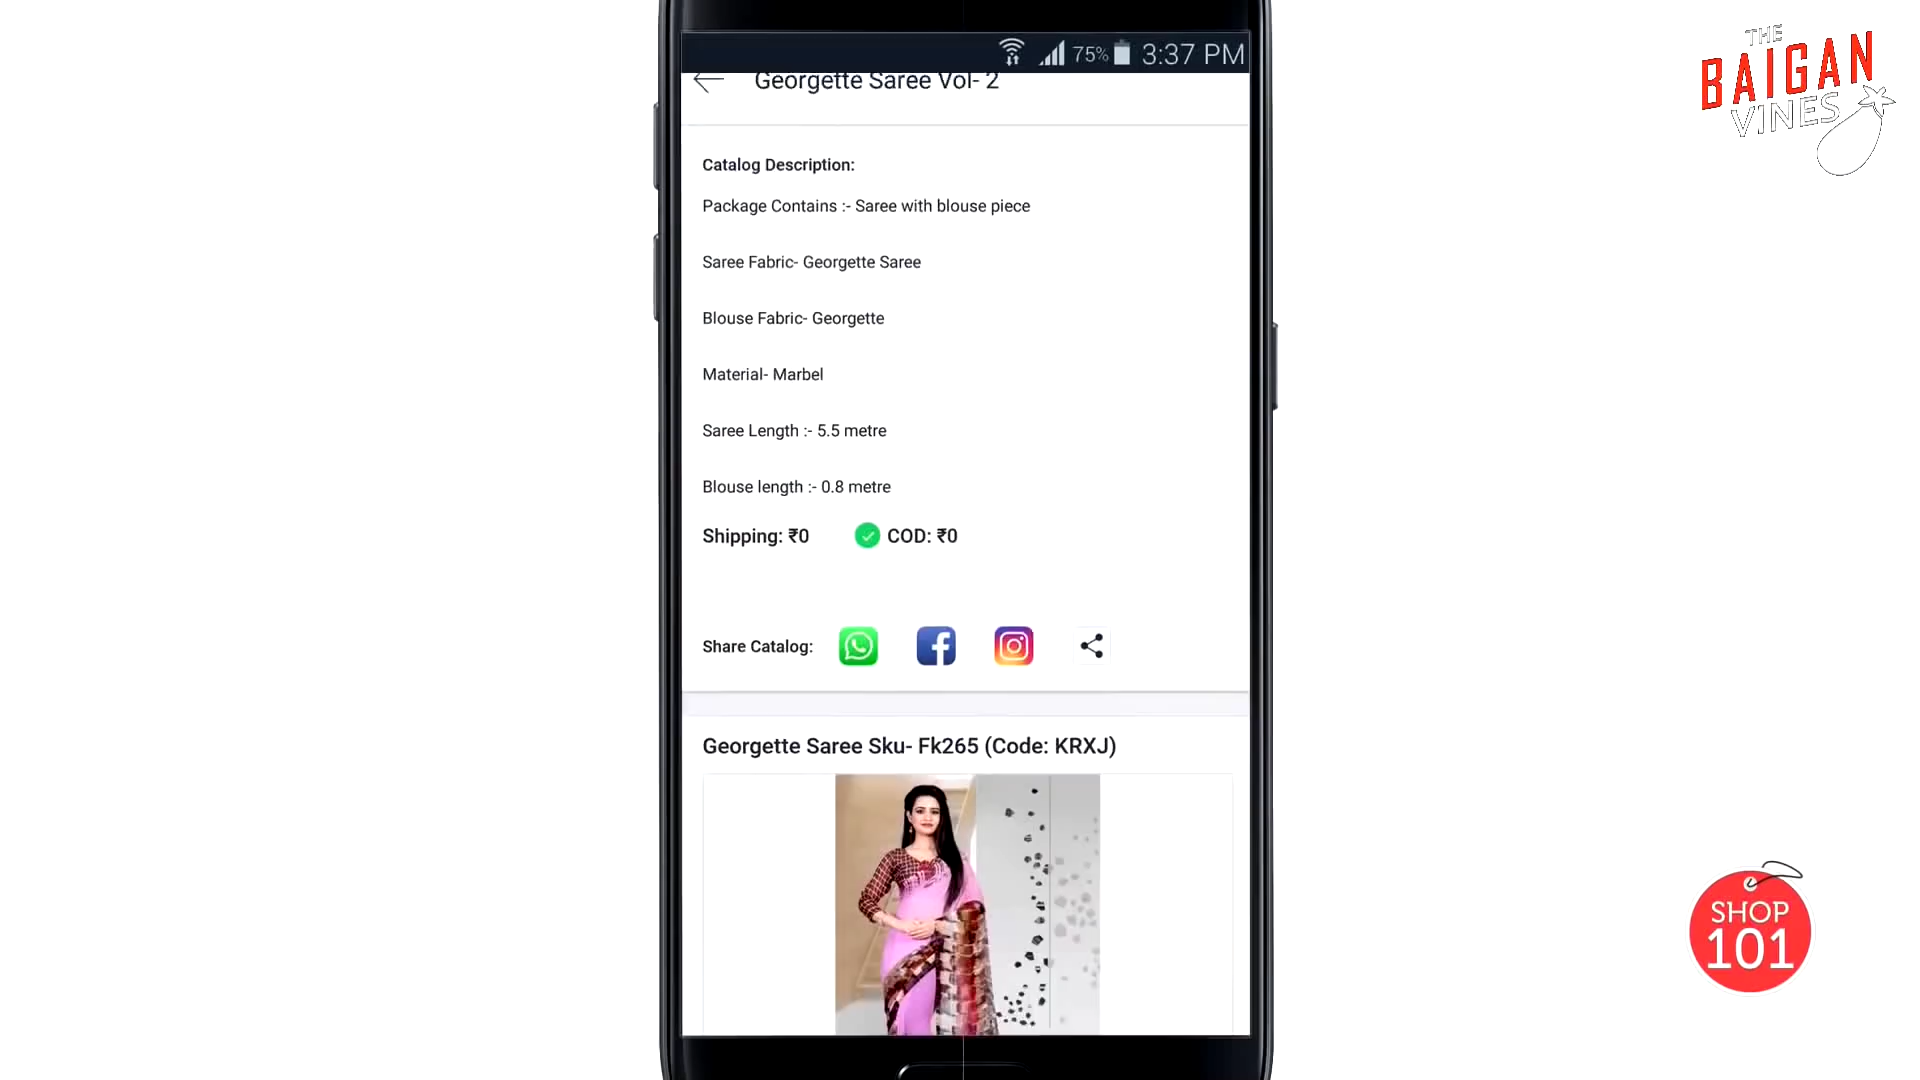 75% 3:37 PM
Georgette Saree Vol- 2
Catalog Description:
Package Contains :- Saree with blouse piece
Saree Fabric- Georgette Saree
Blouse Fabric- Georgette
Material- Marbel
Saree Length :- 5.5 metre
Blouse length :- 0.8 metre
Shipping: ₹0 COD: ₹0
Share Catalog:
Georgette Saree Sku- Fk265 (Code: KRXJ)
THE
BAIGAN
VINES
SHOP
101